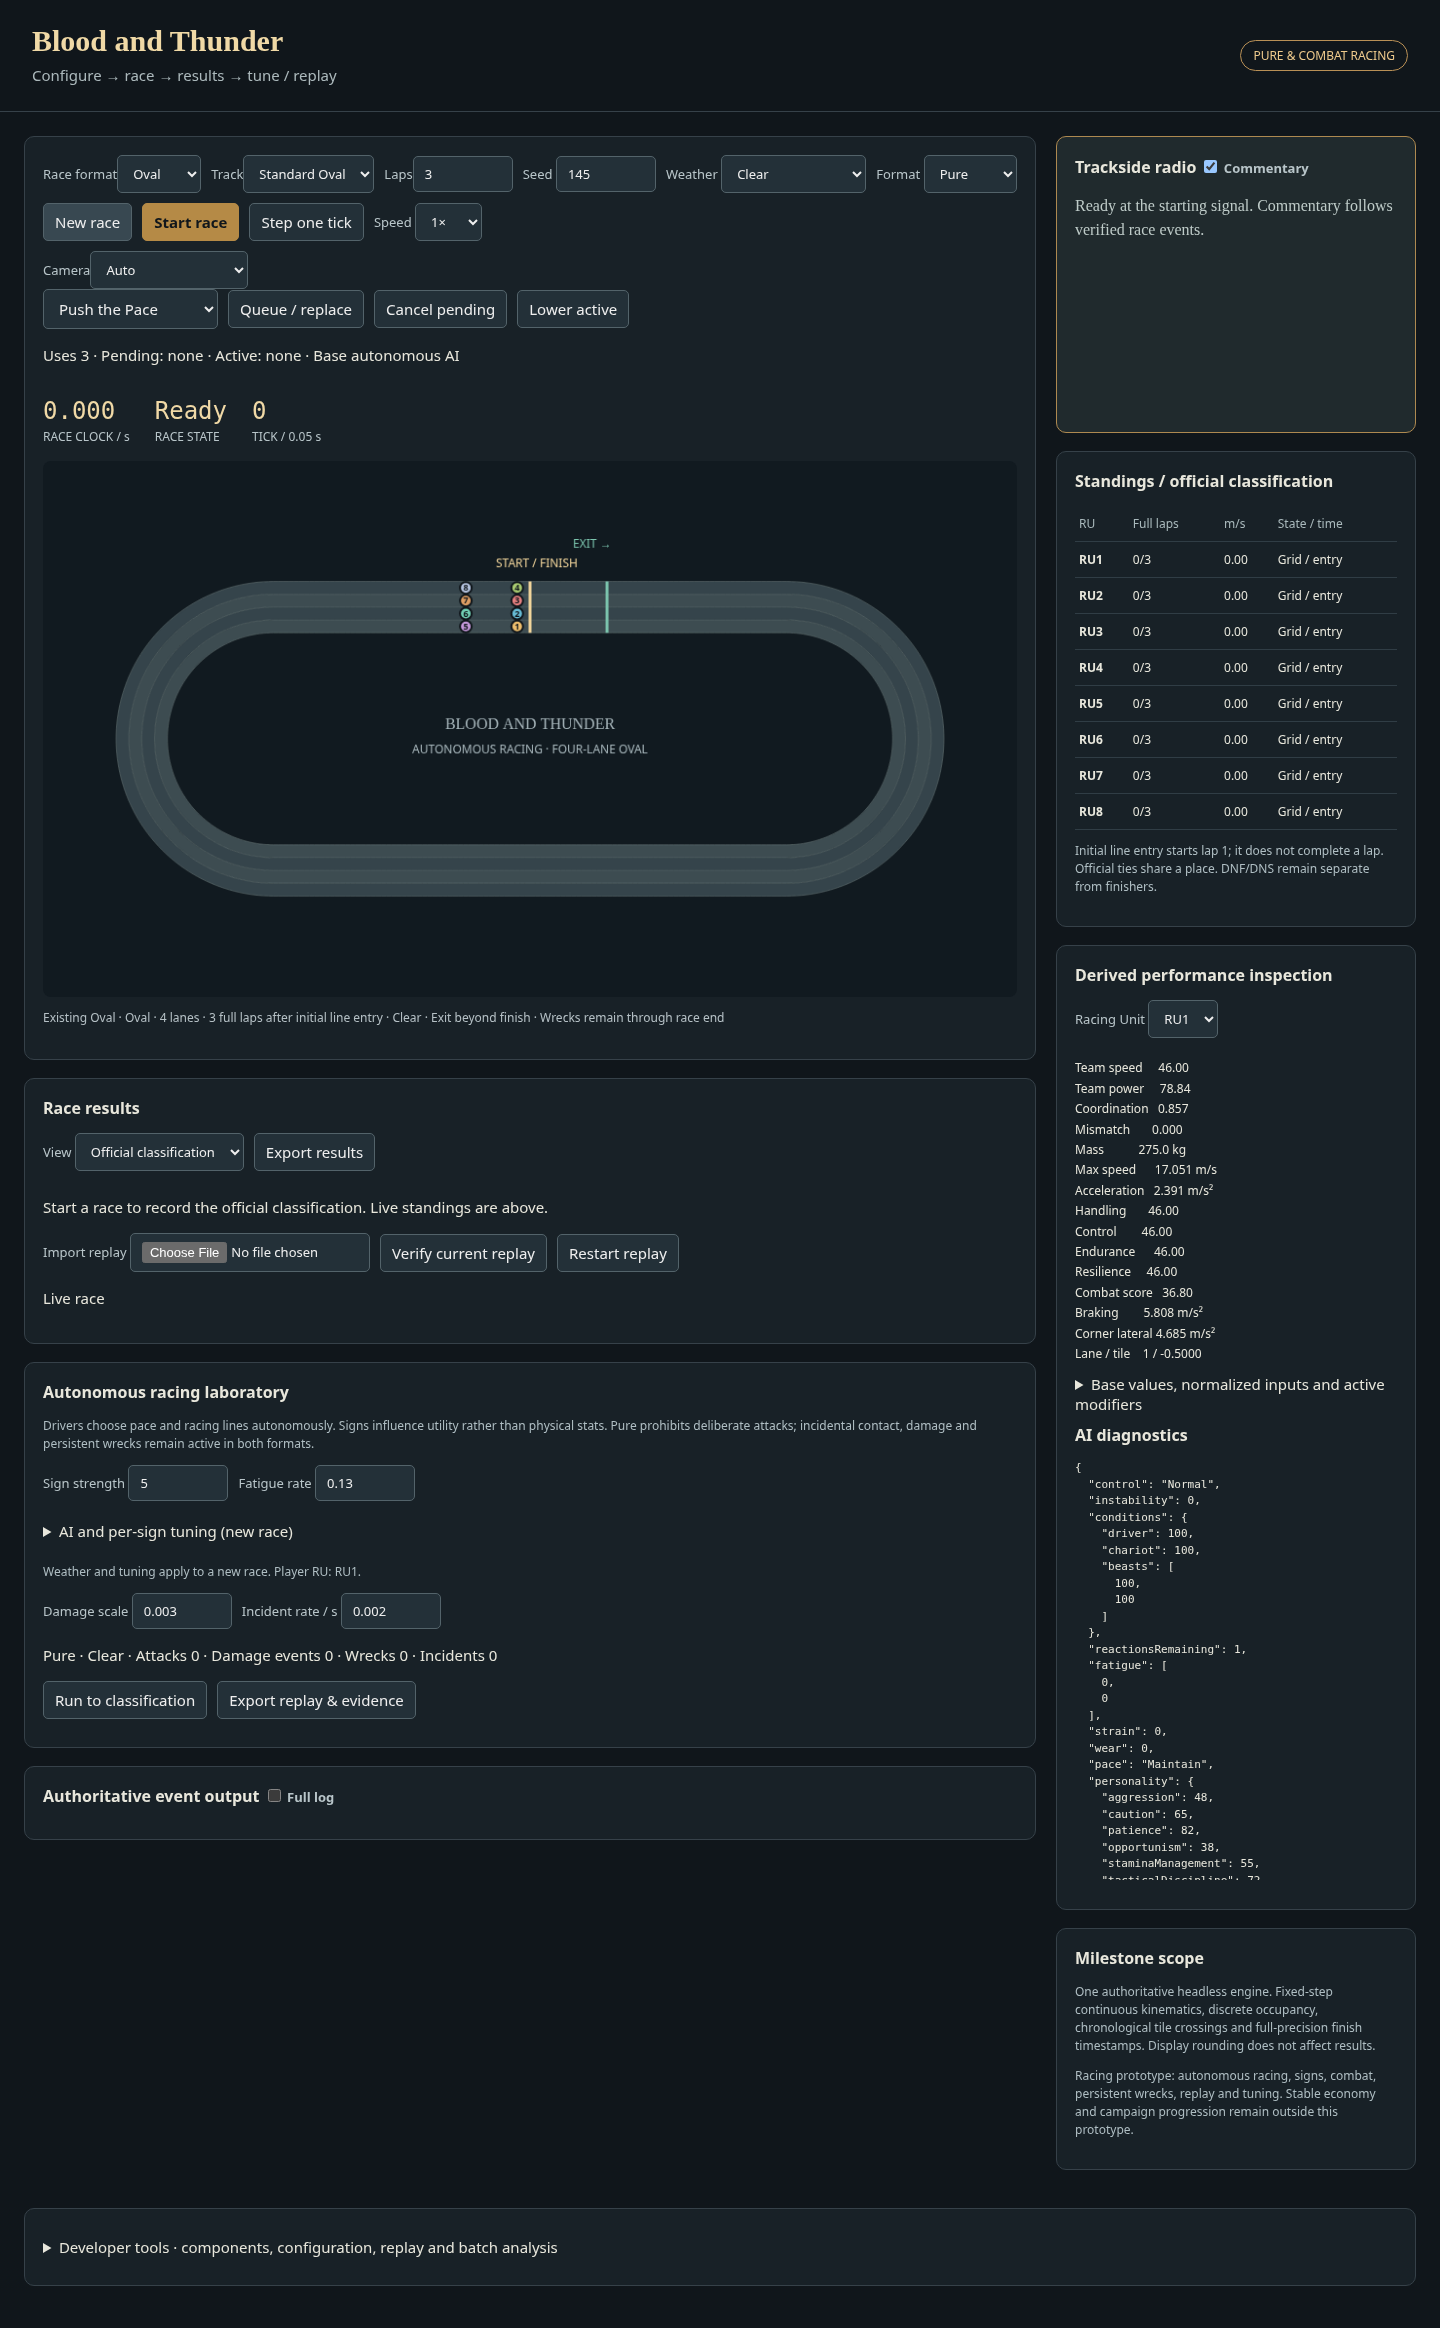 Blood and Thunder
Configure → race → results → tune / replay
PURE & COMBAT RACING
Race format Oval Track Standard Oval Laps 3 Seed 145 Weather Clear Format Pure
New race Start race Step one tick Speed 1×
Camera Auto
Push the Pace Queue / replace Cancel pending Lower active
Uses 3 · Pending: none · Active: none · Base autonomous AI
0.000 Ready 0
RACE CLOCK / s RACE STATE TICK / 0.05 s
EXIT →
START / FINISH
8 4
7 3
6 2
5 1
BLOOD AND THUNDER
AUTONOMOUS RACING · FOUR-LANE OVAL
Existing Oval · Oval · 4 lanes · 3 full laps after initial line entry · Clear · Exit beyond finish · Wrecks remain through race end
Race results
View Official classification Export results
Start a race to record the official classification. Live standings are above.
Import replay Choose File No file chosen Verify current replay Restart replay
Live race
Autonomous racing laboratory
Drivers choose pace and racing lines autonomously. Signs influence utility rather than physical stats. Pure prohibits deliberate attacks; incidental contact, damage and
persistent wrecks remain active in both formats.
Sign strength 5 Fatigue rate 0.13
▶ AI and per-sign tuning (new race)
Weather and tuning apply to a new race. Player RU: RU1.
Damage scale 0.003 Incident rate / s 0.002
Pure · Clear · Attacks 0 · Damage events 0 · Wrecks 0 · Incidents 0
Run to classification Export replay & evidence
Authoritative event output Full log
Trackside radio Commentary
Ready at the starting signal. Commentary follows
verified race events.
Standings / official classification
RU Full laps m/s State / time
RU1 0/3 0.00 Grid / entry
RU2 0/3 0.00 Grid / entry
RU3 0/3 0.00 Grid / entry
RU4 0/3 0.00 Grid / entry
RU5 0/3 0.00 Grid / entry
RU6 0/3 0.00 Grid / entry
RU7 0/3 0.00 Grid / entry
RU8 0/3 0.00 Grid / entry
Initial line entry starts lap 1; it does not complete a lap.
Official ties share a place. DNF/DNS remain separate
from finishers.
Derived performance inspection
Racing Unit RU1
Team speed 46.00
Team power 78.84
Coordination 0.857
Mismatch 0.000
Mass 275.0 kg
Max speed 17.051 m/s
Acceleration 2.391 m/s²
Handling 46.00
Control 46.00
Endurance 46.00
Resilience 46.00
Combat score 36.80
Braking 5.808 m/s²
Corner lateral 4.685 m/s²
Lane / tile 1 / -0.5000
▶ Base values, normalized inputs and active
modifiers
AI diagnostics
{
"control": "Normal",
"instability": 0,
"conditions": {
"driver": 100,
"chariot": 100,
"beasts": [
100,
100
]
},
"reactionsRemaining": 1,
"fatigue": [
0,
0
],
"strain": 0,
"wear": 0,
"pace": "Maintain",
"personality": {
"aggression": 48,
"caution": 65,
"patience": 82,
"opportunism": 38,
"staminaManagement": 55,
"tacticalDiscipline": 72
Milestone scope
One authoritative headless engine. Fixed-step
continuous kinematics, discrete occupancy,
chronological tile crossings and full-precision finish
timestamps. Display rounding does not affect results.
Racing prototype: autonomous racing, signs, combat,
persistent wrecks, replay and tuning. Stable economy
and campaign progression remain outside this
prototype.
▶ Developer tools · components, configuration, replay and batch analysis